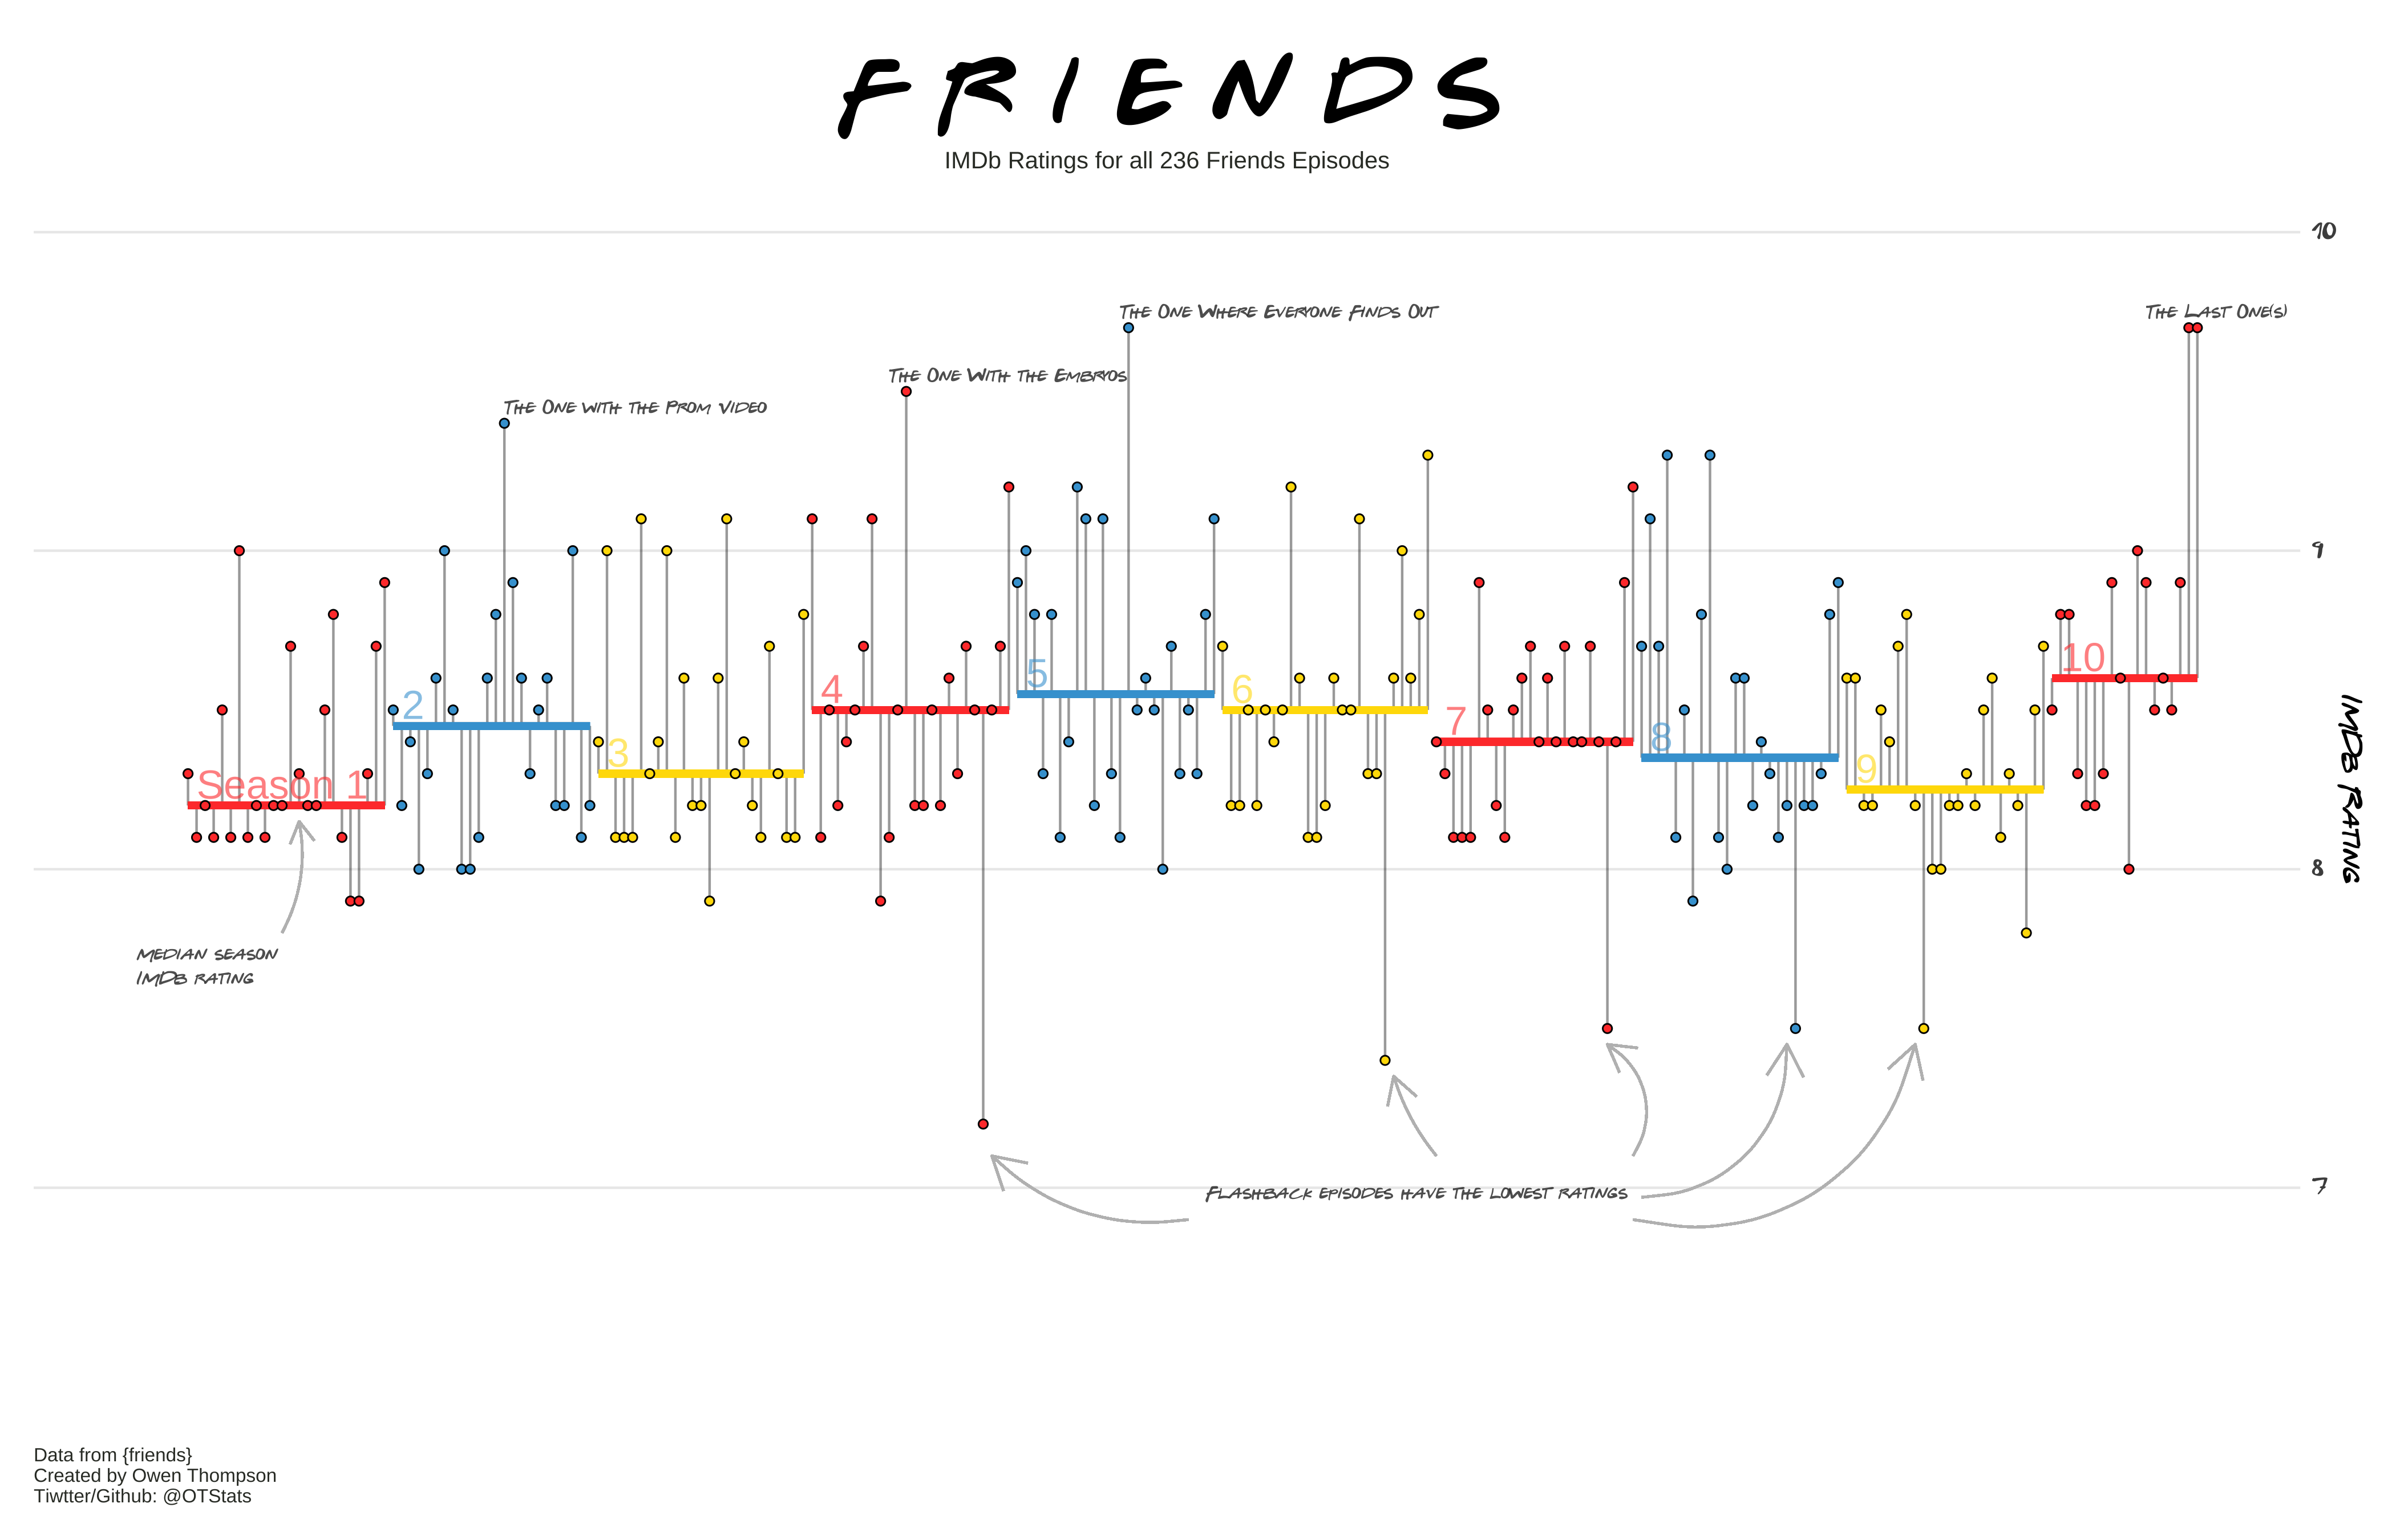 FRIENDS
IMDb Ratings for all 236 Friends Episodes
10
The One Where Everyone Finds Out
The Last One(s)
The One With the Embryos
The One with the Prom Video
9
Season 1
2
3
4
5
6
7
8
9
10
IMDb Rating
8
Median season
IMDb rating
7
Flashback episodes have the lowest ratings
Data from {friends}
Created by Owen Thompson
Tiwtter/Github: @OTStats